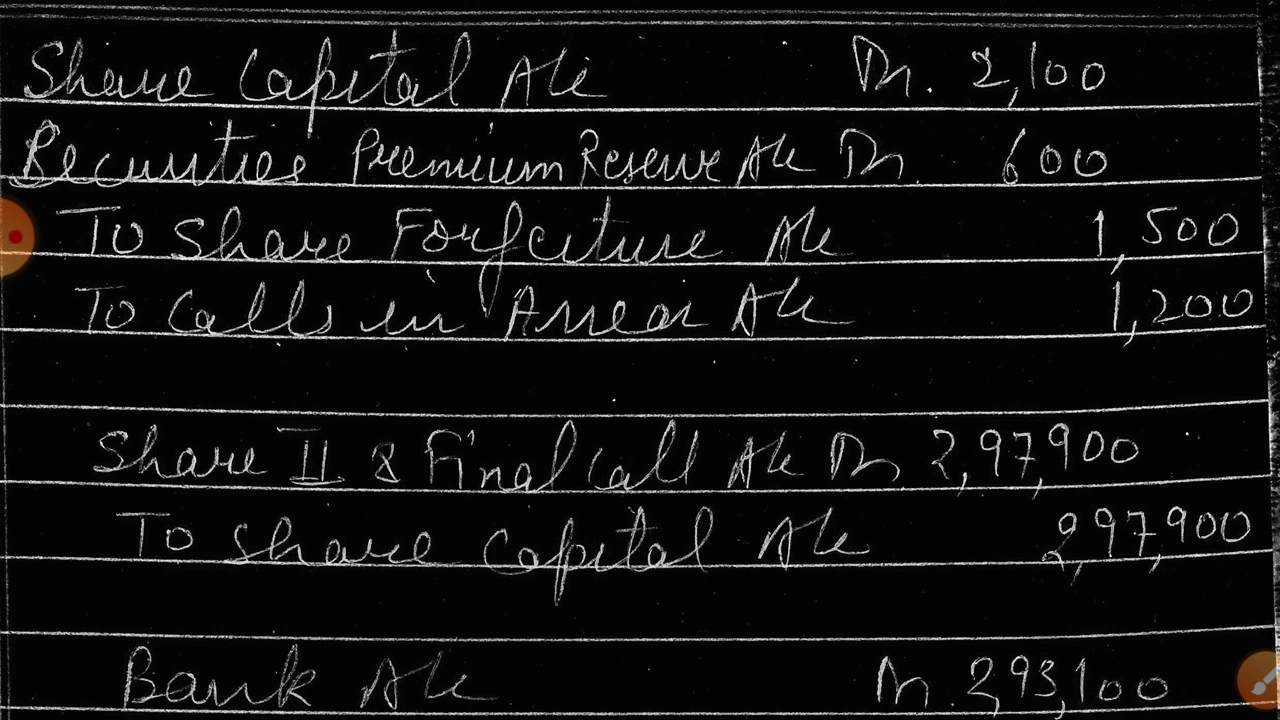 Share Capital A/c Dr. 2,100
Securities Premium Reserve A/c Dr. 600
To Share Forfeiture A/c 1,500
To Calls in Arrear A/c 1,200
Share II & Final Call A/c Dr 2,97,900
To Share Capital A/c 2,97,900
Bank A/c Dr. 2,93,100